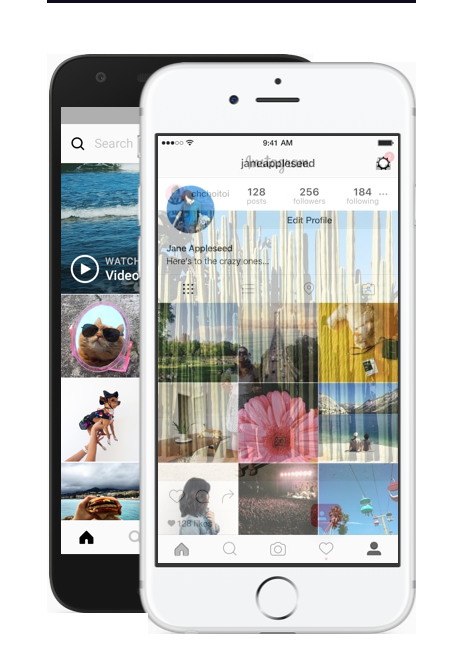 9:41 AM
Search
janeappleseed
128
256
184
posts
followers
following
Edit Profile
Jane Appleseed
Here's to the crazy ones...
WATCH
Video
128 likes